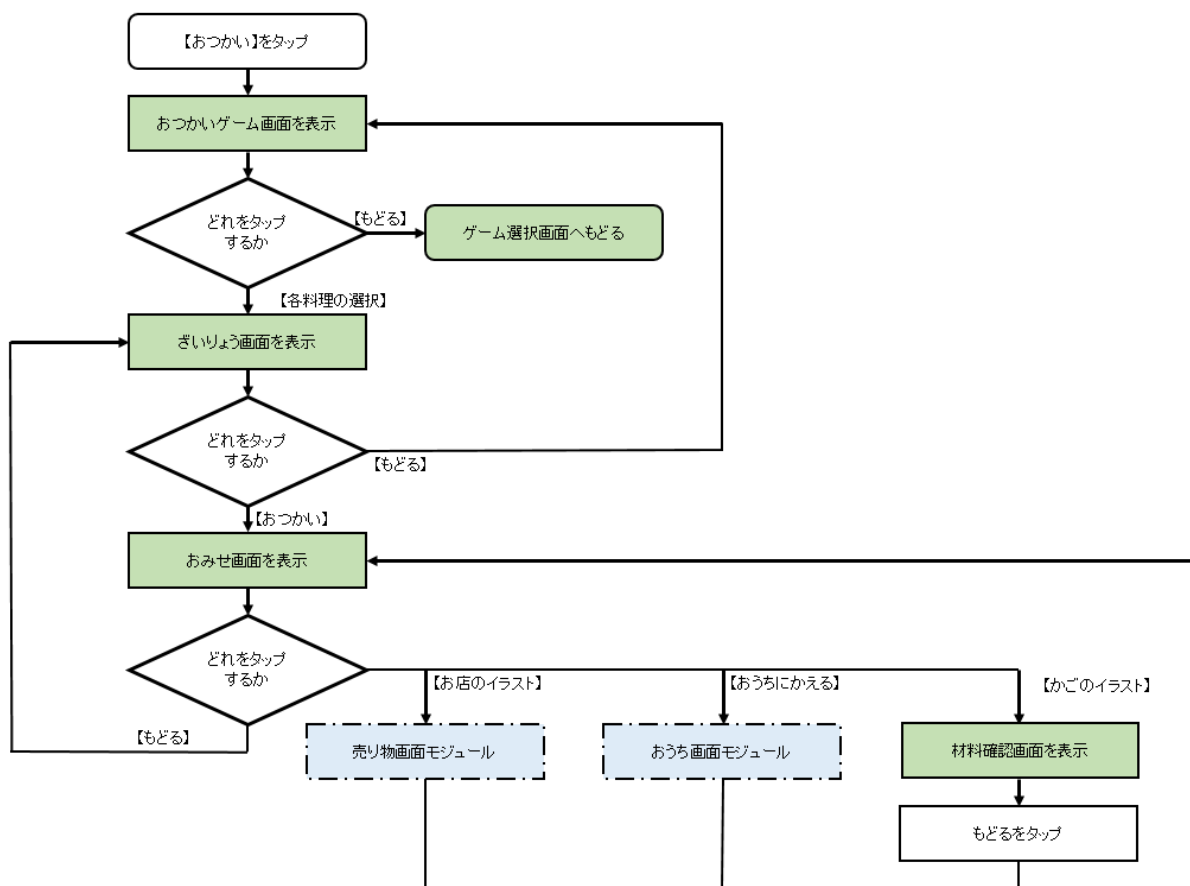 【おつかい】をタップ
おつかいゲーム画面を表示
どれをタップ
するか
【もどる】
ゲーム選択画面へもどる
【各料理の選択】
ざいりょう画面を表示
どれをタップ
するか
【もどる】
【おつかい】
おみせ画面を表示
どれをタップ
するか
【もどる】
【お店のイラスト】
【おうちにかえる】
【かごのイラスト】
売り物画面モジュール
おうち画面モジュール
材料確認画面を表示
もどるをタップ